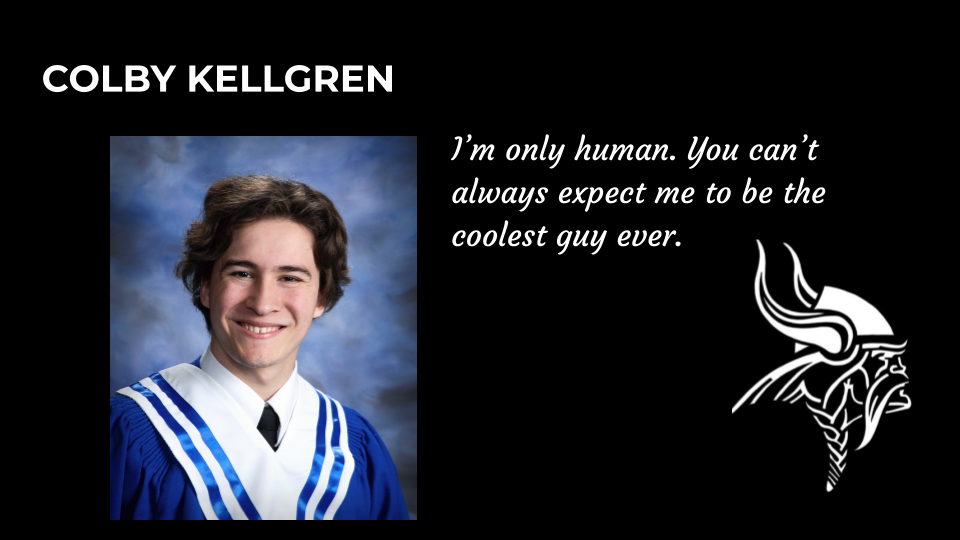 COLBY KELLGREN
I’m only human. You can’t
always expect me to be the
coolest guy ever.